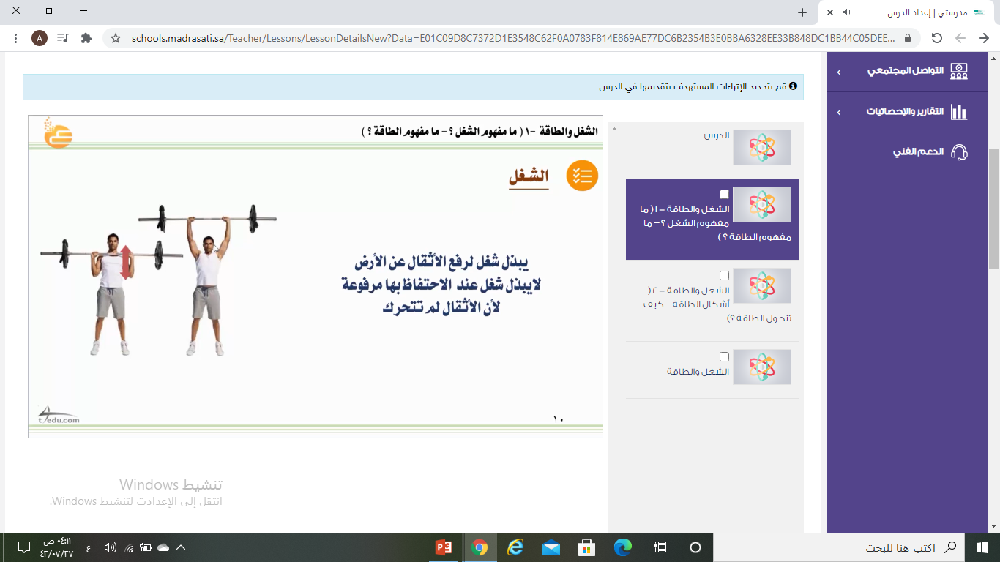 مدرستي | إعداد الدرس
schools.madrasati.sa/Teacher/Lessons/LessonDetailsNew?Data=E01C09D8C7372D1E3548C62F0A0783F814E869AE77DC6B2354B3E0BBA6328EE33B848DC1BB44C05DEE...
A
التواصل المجتمعي
التقارير والإحصائيات
الدعم الفني
قم بتحديد الإثراءات المستهدف بتقديمها في الدرس
الدرس
الشغل والطاقة - ١( ما
مفهوم الشغل ؟ – ما
مفهوم الطاقة ؟ )
الشغل والطاقة - ٢(
أشكال الطاقة – كيف
تتحول الطاقة ؟)
الشغل والطاقة
الشغل والطاقة -١ ( ما مفهوم الشغل ؟ - ما مفهوم الطاقة ؟ )
الشغل
يبذل شغل لرفع الأثقال عن الأرض
لايبذل شغل عند الاحتفاظ بها مرفوعة
لأن الأثقال لم تتحرك
t4edu.com
١٠
تنشيط Windows
انتقل إلى الإعدادت لتنشيط Windows.
اكتب هنا للبحث
ع
٠٤:١١ ص
٤٢/٠٧/٢٧